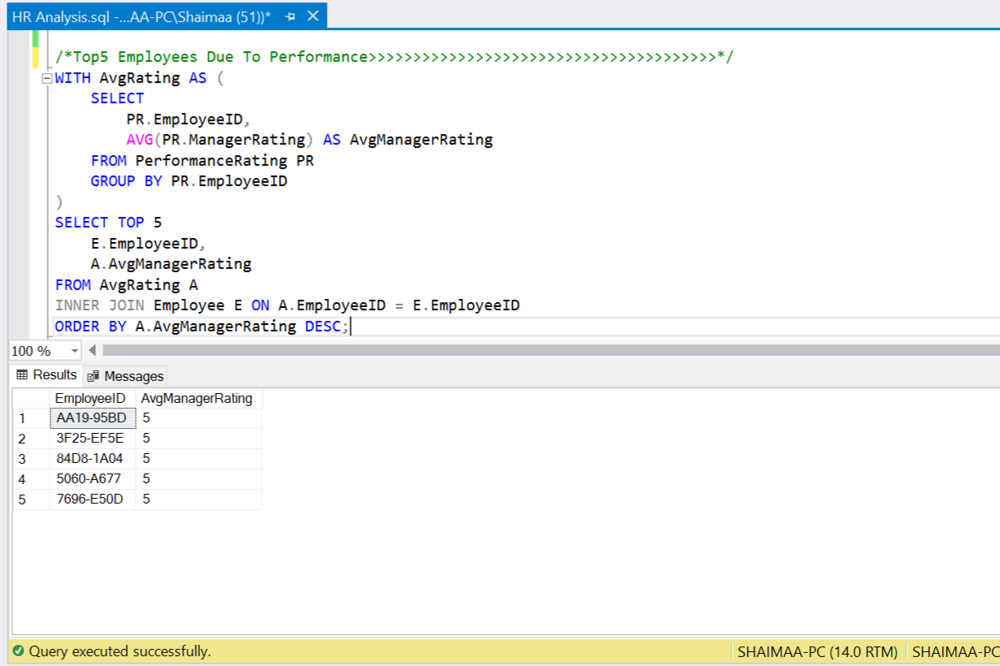 HR Analysis.sql -...AA-PC\Shaimaa (51))*
/*Top5 Employees Due To Performance>>>>>>>>>>>>>>>>>>>>>>>>>>>>>>>>>>>>>>>*/
WITH AvgRating AS (
SELECT
PR.EmployeeID,
AVG(PR.ManagerRating) AS AvgManagerRating
FROM PerformanceRating PR
GROUP BY PR.EmployeeID
)
SELECT TOP 5
E.EmployeeID,
A.AvgManagerRating
FROM AvgRating A
INNER JOIN Employee E ON A.EmployeeID = E.EmployeeID
ORDER BY A.AvgManagerRating DESC;
100 %
Results Messages
EmployeeID AvgManagerRating
1 AA19-95BD 5
2 3F25-EF5E 5
3 84D8-1A04 5
4 5060-A677 5
5 7696-E50D 5
Query executed successfully. SHAIMAA-PC (14.0 RTM) SHAIMAA-PC